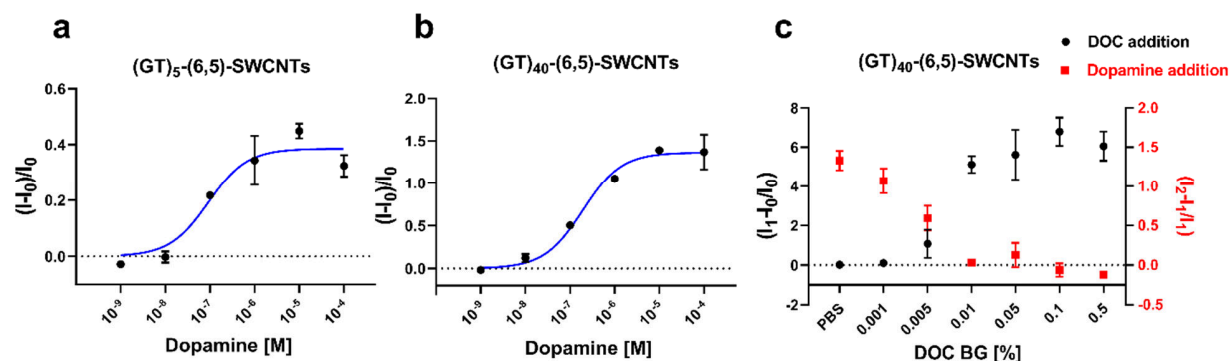 a
(GT)₅-(6,5)-SWCNTs
(I-I₀)/I₀
0.6
0.4
0.2
0.0
10⁻⁹
10⁻⁸
10⁻⁷
10⁻⁶
10⁻⁵
10⁻⁴
Dopamine [M]
b
(GT)₄₀-(6,5)-SWCNTs
(I-I₀)/I₀
2.0
1.5
1.0
0.5
0.0
10⁻⁹
10⁻⁸
10⁻⁷
10⁻⁶
10⁻⁵
10⁻⁴
Dopamine [M]
c
DOC addition
Dopamine addition
(GT)₄₀-(6,5)-SWCNTs
(I₁-I₀/I₀)
8
6
4
2
0
-2
2.0
1.5
1.0
0.5
0.0
-0.5
(I₂-I₁/I₁)
PBS
0.001
0.005
0.01
0.05
0.1
0.5
DOC BG [%]